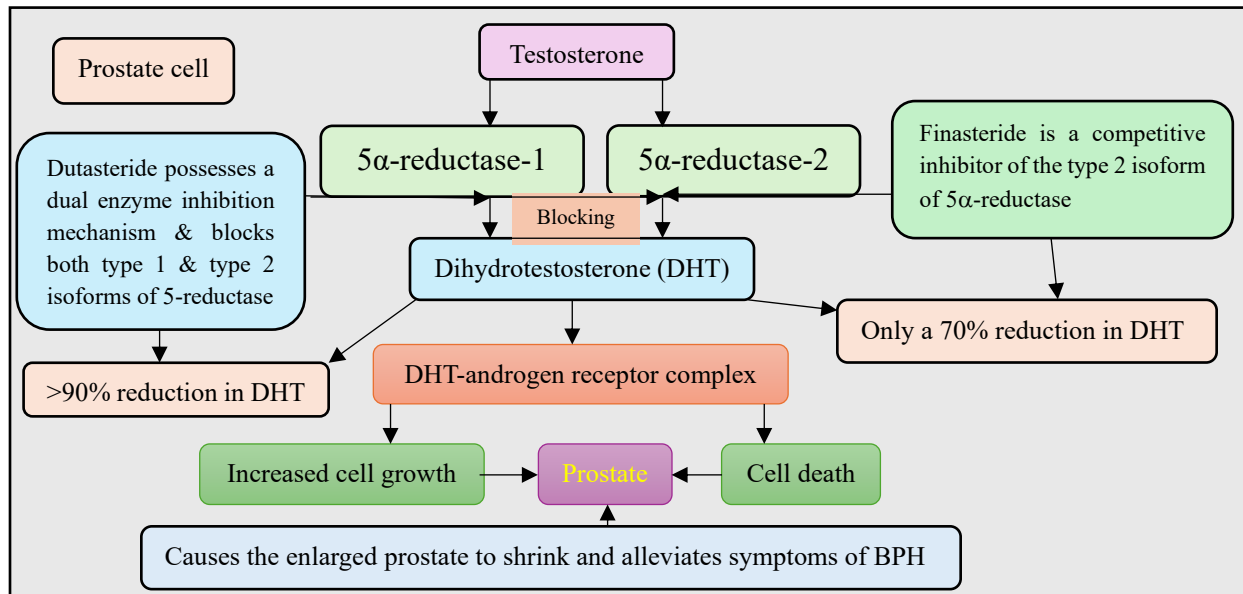 Prostate cell
Testosterone
5α-reductase-1
5α-reductase-2
Dutasteride possesses a
dual enzyme inhibition
mechanism & blocks
both type 1 & type 2
isoforms of 5-reductase
Finasteride is a competitive
inhibitor of the type 2 isoform
of 5α-reductase
Blocking
Dihydrotestosterone (DHT)
>90% reduction in DHT
Only a 70% reduction in DHT
DHT-androgen receptor complex
Increased cell growth
Prostate
Cell death
Causes the enlarged prostate to shrink and alleviates symptoms of BPH